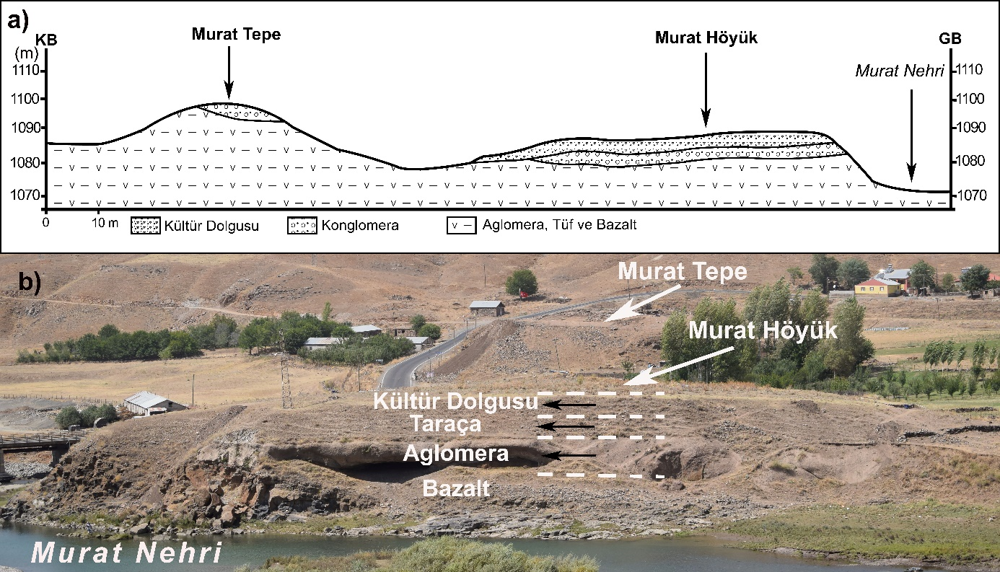 a)
KB
Murat Tepe
Murat Höyük
GB
(m)
Murat Nehri
1110
1100
1090
1080
1070
1110
1100
1090
1080
1070
0
10 m
Kültür Dolgusu
Konglomera
Aglomera, Tüf ve Bazalt
b)
Murat Tepe
Murat Höyük
Kültür Dolgusu
Taraça
Aglomera
Bazalt
Murat Nehri